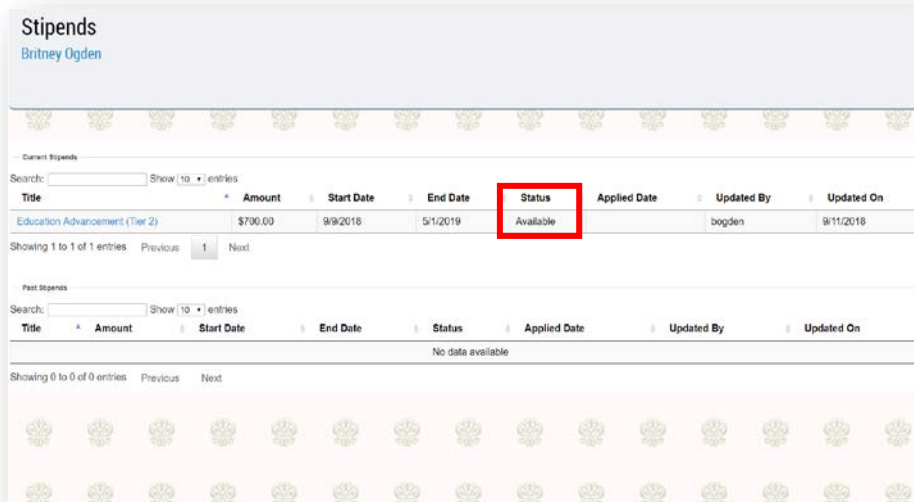 Stipends
Britney Ogden
Current Stipends
Search: Show 10 entries
Title Amount Start Date End Date Status Applied Date Updated By Updated On
Education Advancement (Tier 2) $700.00 9/9/2018 5/1/2019 Available bogden 9/11/2018
Showing 1 to 1 of 1 entries Previous 1 Next
Past Stipends
Search: Show 10 entries
Title Amount Start Date End Date Status Applied Date Updated By Updated On
No data available
Showing 0 to 0 of 0 entries Previous Next